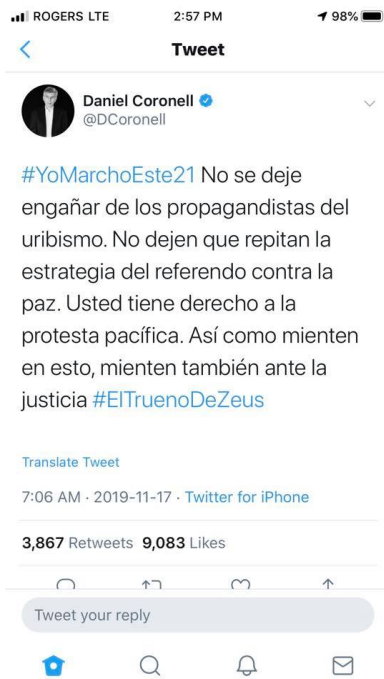 ROGERS LTE 2:57 PM 98%
Tweet
Daniel Coronell
@DCoronell
#YoMarchoEste21 No se deje
engañar de los propagandistas del
uribismo. No dejen que repitan la
estrategia del referendo contra la
paz. Usted tiene derecho a la
protesta pacífica. Así como mienten
en esto, mienten también ante la
justicia #ElTruenoDeZeus
Translate Tweet
7:06 AM · 2019-11-17 · Twitter for iPhone
3,867 Retweets 9,083 Likes
Tweet your reply